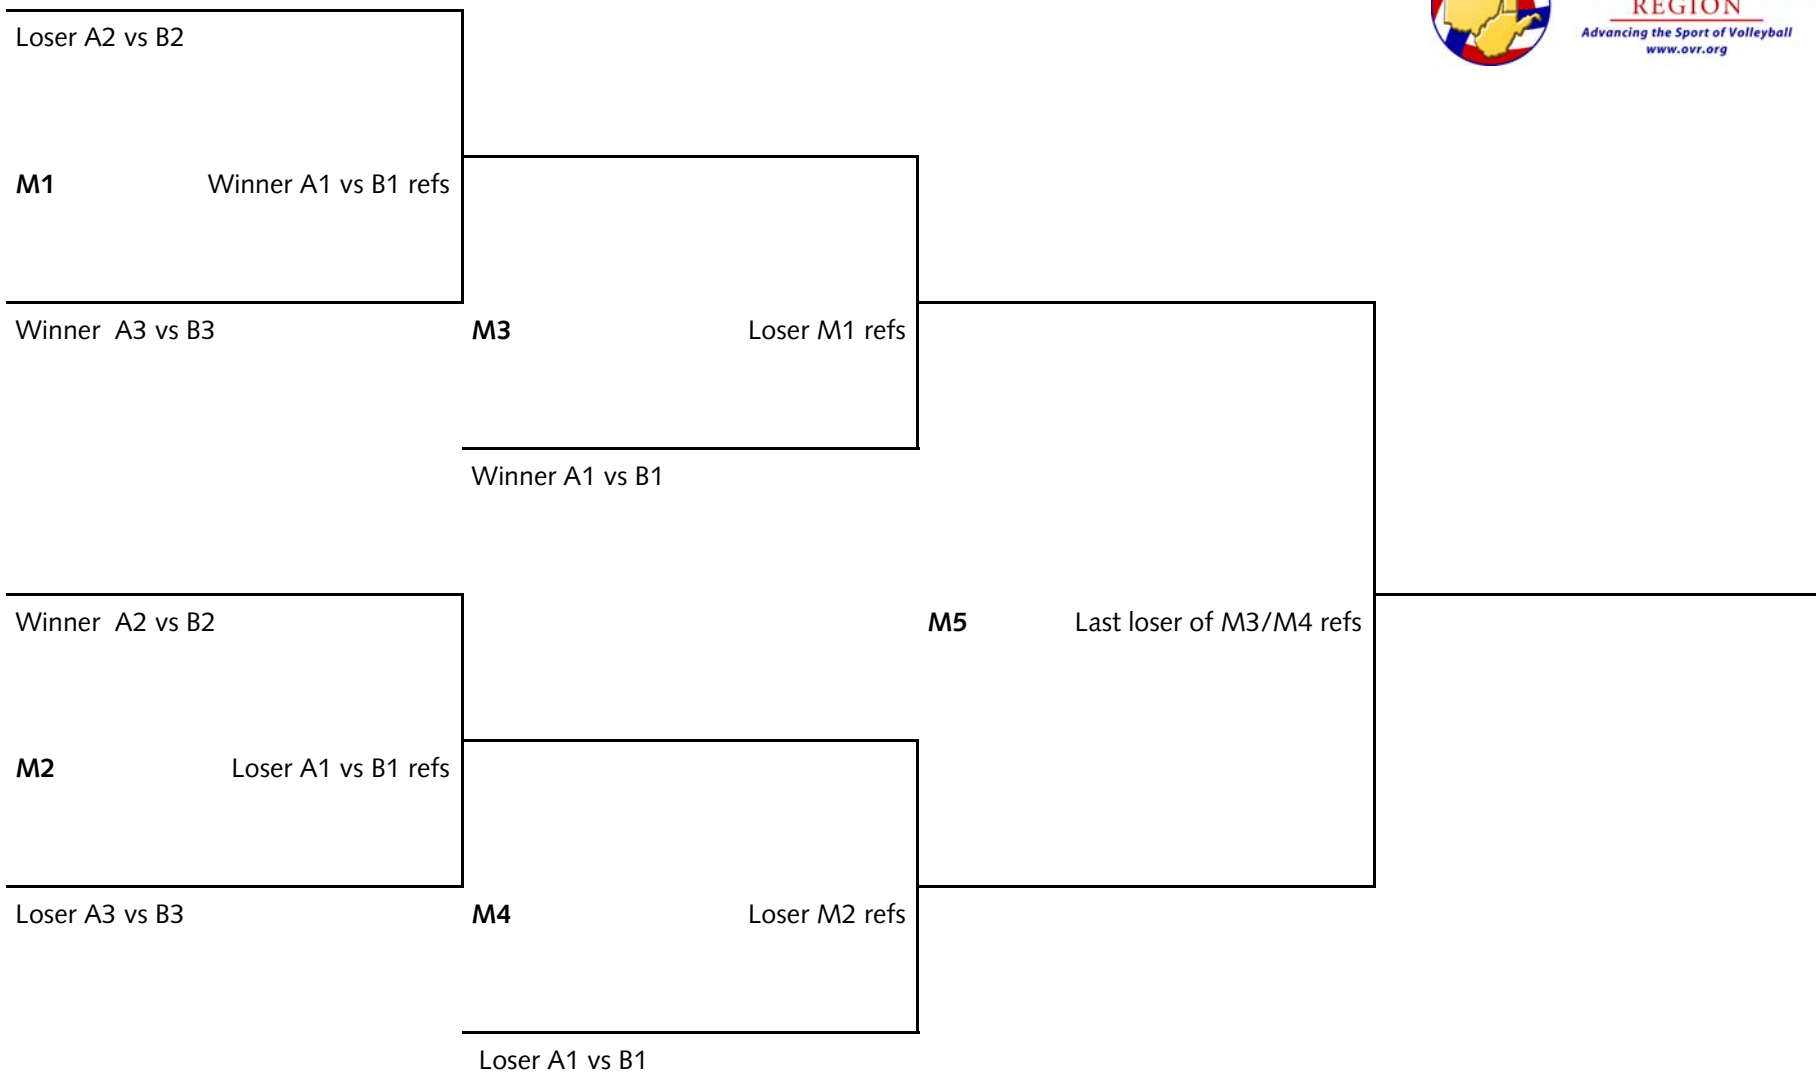 REGION
Advancing the Sport of Volleyball
www.ovr.org
Loser A2 vs B2
M1 Winner A1 vs B1 refs
Winner A3 vs B3
M3 Loser M1 refs
Winner A1 vs B1
Winner A2 vs B2
M5 Last loser of M3/M4 refs
M2 Loser A1 vs B1 refs
Loser A3 vs B3
M4 Loser M2 refs
Loser A1 vs B1